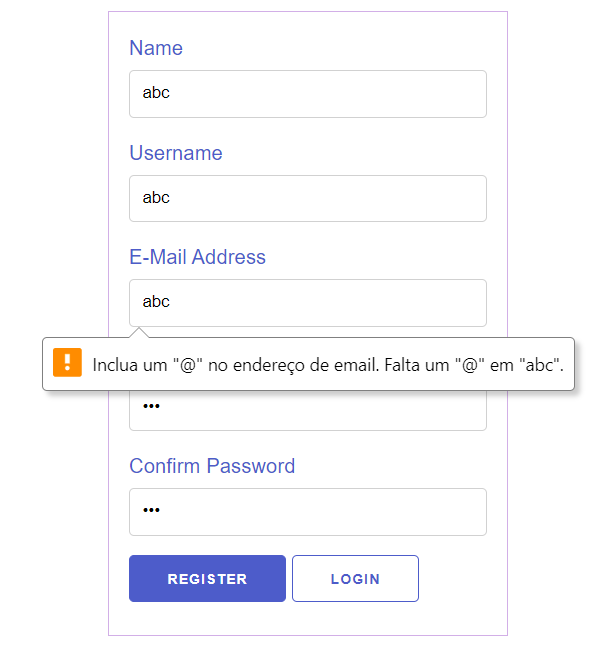 Name
abc
Username
abc
E-Mail Address
abc
Inclua um "@" no endereço de email. Falta um "@" em "abc".
•••
Confirm Password
•••
REGISTER LOGIN